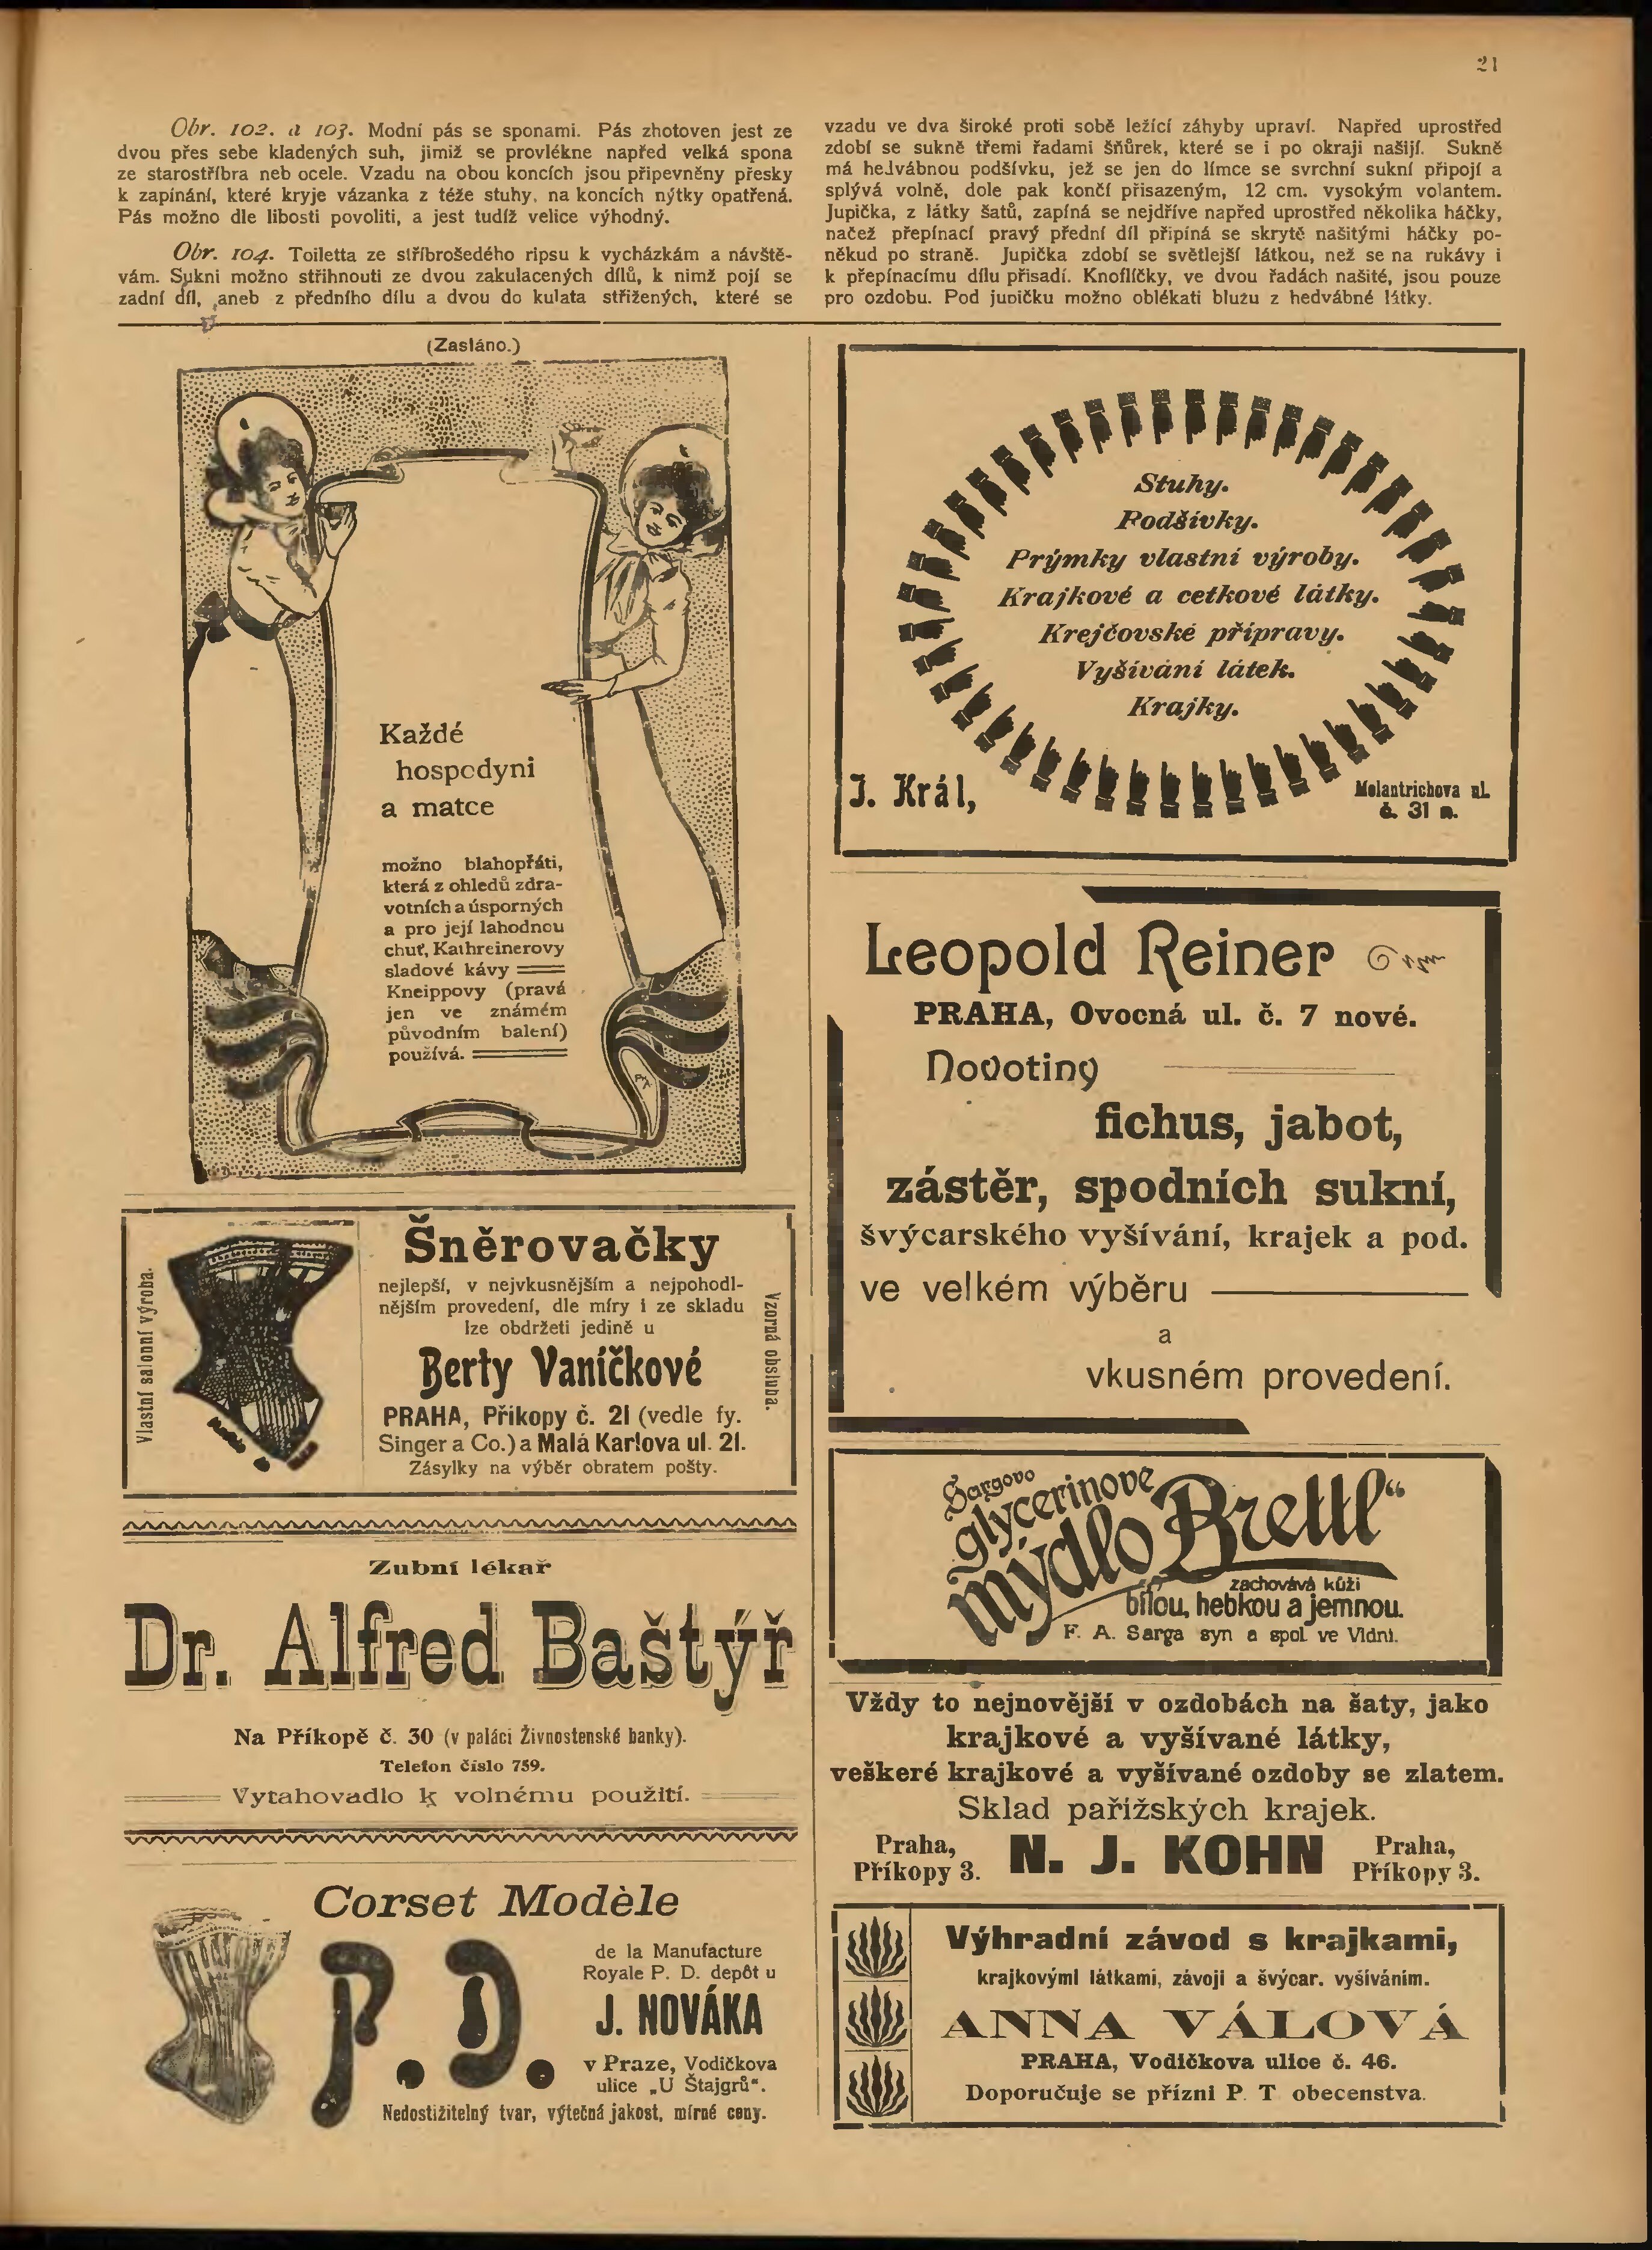 21
Obr. 102. a 103. Modní pás se sponami. Pás zhotoven jest ze
dvou přes sebe kladených suh, jimiž se provlékne napřed velká spona
ze starostříbra neb ocele. Vzadu na obou koncích jsou připevněny přesky
k zapínání, které kryje vázanka z téže stuhy, na koncích nýtky opatřená.
Pás možno dle libosti povoliti, a jest tudíž velice výhodný.
Obr. 104. Toiletta ze stříbrošedého ripsu k vycházkám a návště-
vám. Sukni možno střihnouti ze dvou zakulacených dílů, k nimž pojí se
zadní díl, aneb z předního dílu a dvou do kulata střižených, které se
vzadu ve dva široké proti sobě ležící záhyby upraví. Napřed uprostřed
zdobí se sukně třemi řadami šňůrek, které se i po okraji našijí. Sukně
má hedvábnou podšívku, jež se jen do límce se svrchní sukní připojí a
splývá volně, dole pak končí přisazeným, 12 cm. vysokým volantem.
Jupička, z látky šatů, zapíná se nejdříve napřed uprostřed několika háčky,
načež přepínací pravý přední díl připíná se skrytě našitými háčky po-
někud po straně. Jupička zdobí se světlejší látkou, než se na rukávy i
k přepínacímu dílu přisadí. Knoflíčky, ve dvou řadách našité, jsou pouze
pro ozdobu. Pod jupičku možno oblékati bluzu z hedvábné látky.
(Zasláno.)
Každé
hospodyni
a matce
možno blahopřáti,
která z ohledů zdra-
votních a úsporných
a pro její lahodnou
chuť, Kathreinerovy
sladové kávy
Kneippovy (pravá
jen ve známém
původním balení)
používá.
Vlastní salonní výroba.
Šněrovačky
nejlepší, v nejvkusnějším a nejpohodl-
nějším provedení, dle míry i ze skladu
lze obdržeti jedině u
Berty Vaníčkové
PRAHA, Příkopy č. 21 (vedle fy.
Singer a Co.) a Malá Karlova ul. 21.
Zásylky na výběr obratem pošty.
Vzorná obsluha.
Zubní lékař
Dr. Alfred Baštýř
Na Příkopě č. 30 (v paláci Živnostenské banky).
Telefon číslo 759.
Vytahovadlo k volnému použití.
Corset Modèle
P. D.
de la Manufacture
Royale P. D. depôt u
J. NOVÁKA
v Praze, Vodičkova
ulice „U Štajgrů“.
Nedostižitelný tvar, výtečná jakost, mírné ceny.
Stuhy.
Podšívky.
Prýmky vlastní výroby.
Krajkové a cetkové látky.
Krejčovské přípravy.
Vyšívání látek.
Krajky.
J. Král,
Melantrichova ul.
č. 31 n.
Leopold Reiner
PRAHA, Ovocná ul. č. 7 nové.
Novotiny
fichus, jabot,
zástěr, spodních sukní,
švýcarského vyšívání, krajek a pod.
ve velkém výběru
a
vkusném provedení.
Sargovo
glycerinové
mýdlo Brettl“
zachovává kůži
bílou, hebkou a jemnou.
F. A. Sarga syn a spol. ve Vídni.
Vždy to nejnovější v ozdobách na šaty, jako
krajkové a vyšívané látky,
veškeré krajkové a vyšívané ozdoby se zlatem.
Sklad pařížských krajek.
Praha,
Příkopy 3.
N. J. KOHN
Praha,
Příkopy 3.
Výhradní závod s krajkami,
krajkovými látkami, závoji a švýcar. vyšíváním.
ANNA VÁLOVÁ
PRAHA, Vodičkova ulice č. 46.
Doporučuje se přízni P. T obecenstva.